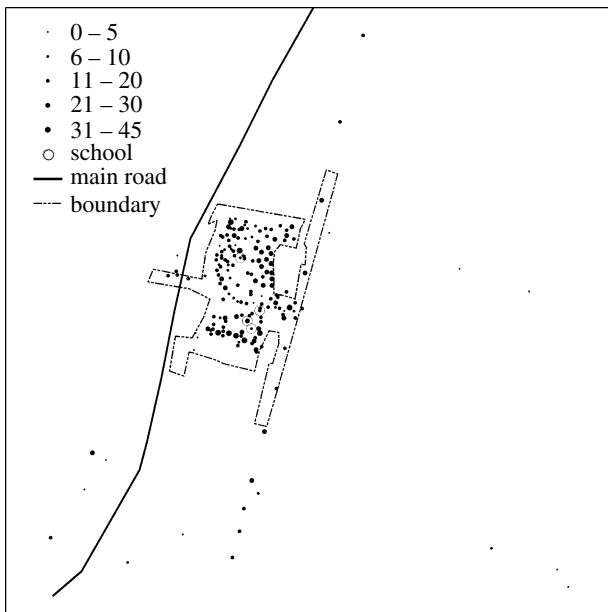 0 – 5
6 – 10
11 – 20
21 – 30
31 – 45
school
main road
boundary